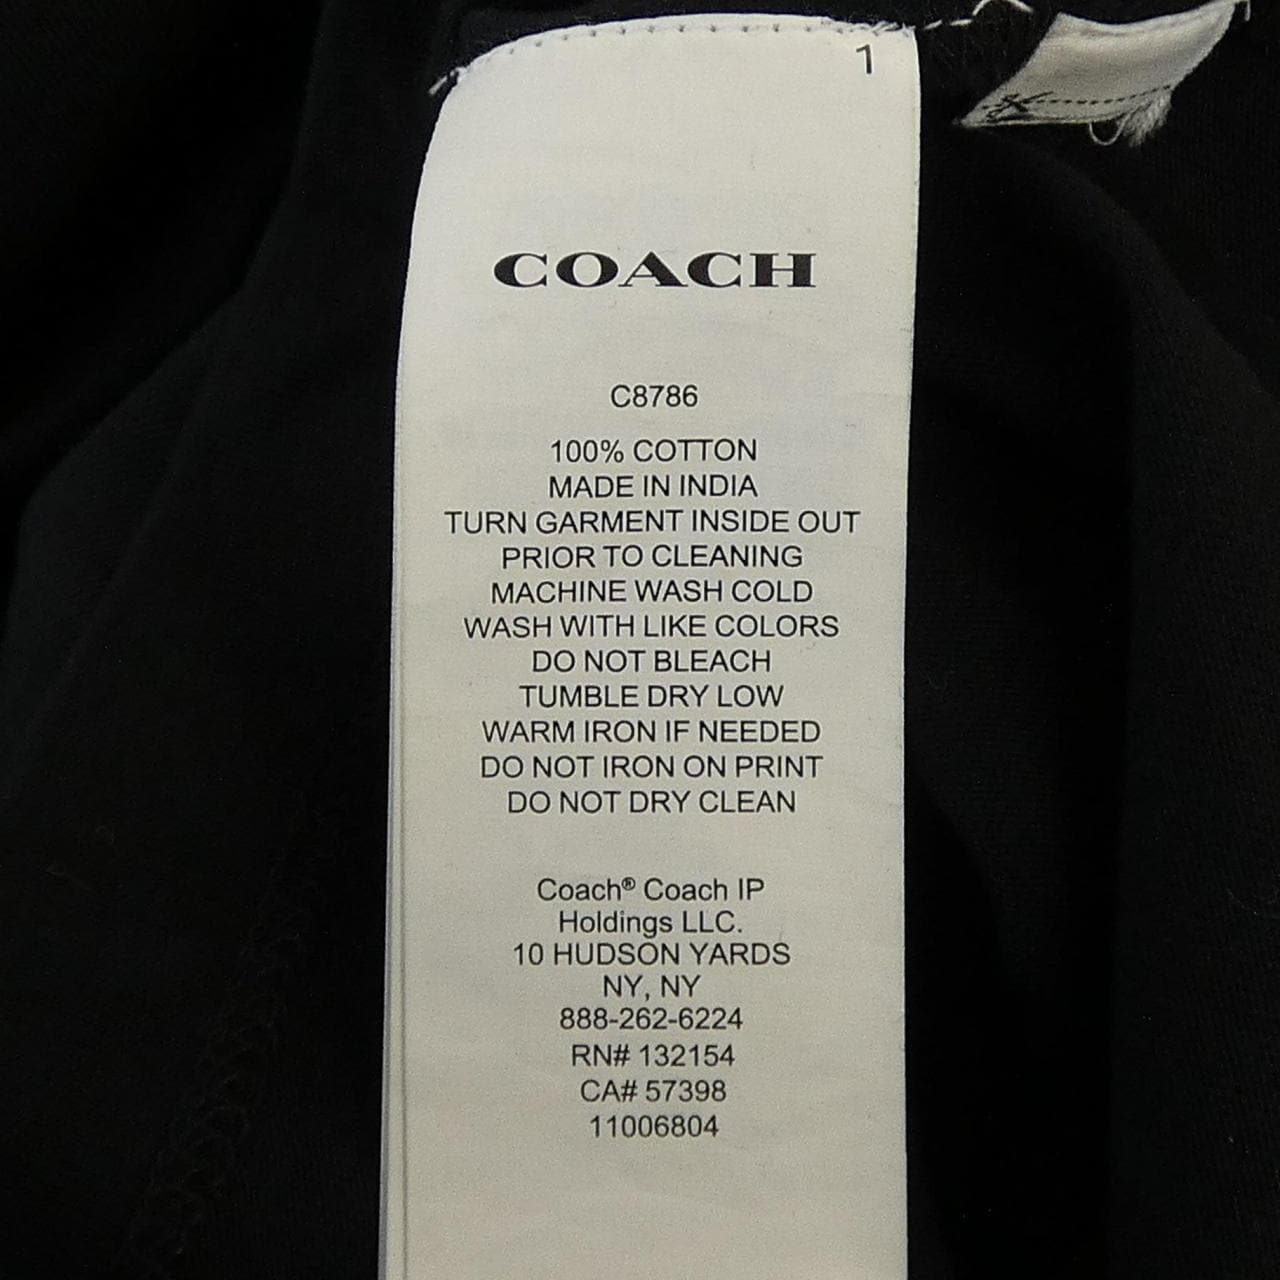 1
COACH
C8786
100% COTTON
MADE IN INDIA
TURN GARMENT INSIDE OUT
PRIOR TO CLEANING
MACHINE WASH COLD
WASH WITH LIKE COLORS
DO NOT BLEACH
TUMBLE DRY LOW
WARM IRON IF NEEDED
DO NOT IRON ON PRINT
DO NOT DRY CLEAN
Coach® Coach IP
Holdings LLC.
10 HUDSON YARDS
NY, NY
888-262-6224
RN# 132154
CA# 57398
11006804